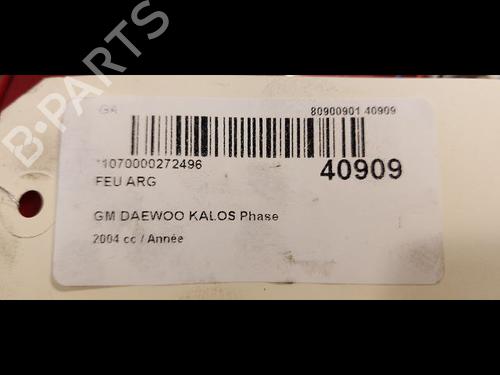 GA
80900901 40909
*1070000272496
40909
FEU ARG
GM DAEWOO KALOS Phase
2004 cc / Année
B-PARTS